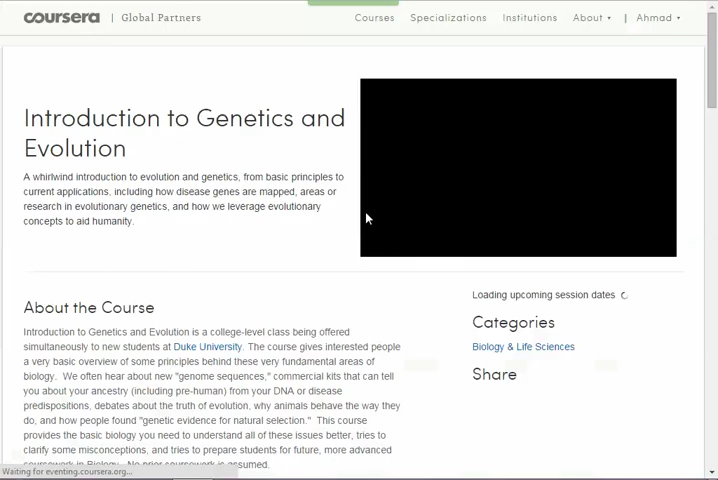 coursera | Global Partners Courses Specializations Institutions About ▾ | Ahmad ▾
Introduction to Genetics and
Evolution
A whirlwind introduction to evolution and genetics, from basic principles to
current applications, including how disease genes are mapped, areas or
research in evolutionary genetics, and how we leverage evolutionary
concepts to aid humanity.
About the Course
Introduction to Genetics and Evolution is a college-level class being offered
simultaneously to new students at Duke University. The course gives interested people
a very basic overview of some principles behind these very fundamental areas of
biology. We often hear about new "genome sequences," commercial kits that can tell
you about your ancestry (including pre-human) from your DNA or disease
predispositions, debates about the truth of evolution, why animals behave the way they
do, and how people found "genetic evidence for natural selection." This course
provides the basic biology you need to understand all of these issues better, tries to
clarify some misconceptions, and tries to prepare students for future, more advanced
coursework in Biology. No prior coursework is assumed.
Loading upcoming session dates
Categories
Biology & Life Sciences
Share
Waiting for eventing.coursera.org...